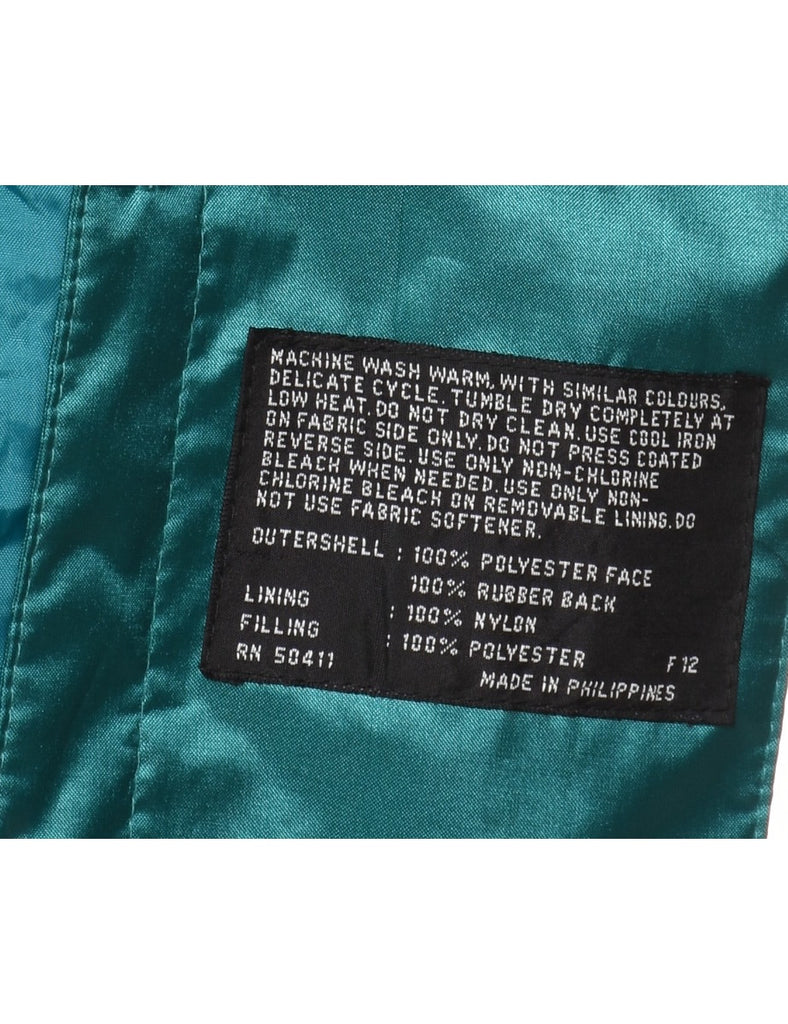 MACHINE WASH WARM, WITH SIMILAR COLOURS,
DELICATE CYCLE. TUMBLE DRY COMPLETELY AT
LOW HEAT. DO NOT DRY CLEAN. USE COOL IRON
ON FABRIC SIDE ONLY. DO NOT PRESS COATED
REVERSE SIDE. USE ONLY NON-CHLORINE
BLEACH WHEN NEEDED. USE ONLY NON-
CHLORINE BLEACH ON REMOVABLE LINING. DO
NOT USE FABRIC SOFTENER.
OUTERSHELL : 100% POLYESTER FACE
100% RUBBER BACK
LINING : 100% NYLON
FILLING : 100% POLYESTER
RN 50411 F12
MADE IN PHILIPPINES